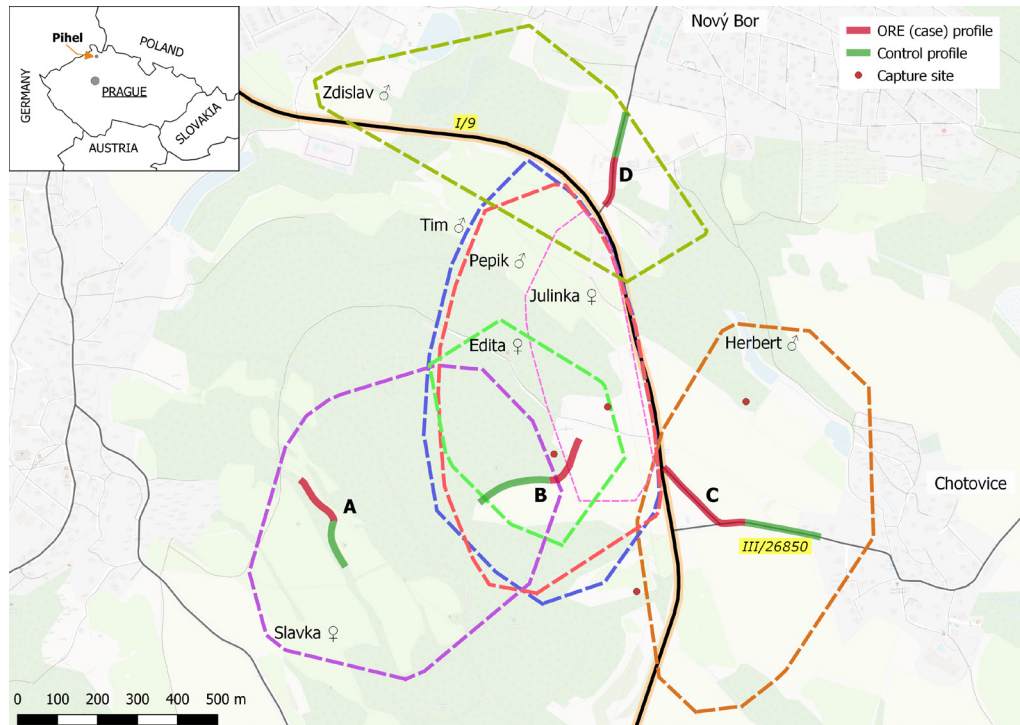 Pihel
POLAND
GERMANY
PRAGUE
SLOVAKIA
AUSTRIA
Nový Bor
ORE (case) profile
Control profile
Capture site
Zdislav ♂
I/9
D
Tim ♂
Pepik ♂
Julinka ♀
Edita ♀
Herbert ♂
A
B
C
Chotovice
III/26850
Slavka ♀
0 100 200 300 400 500 m